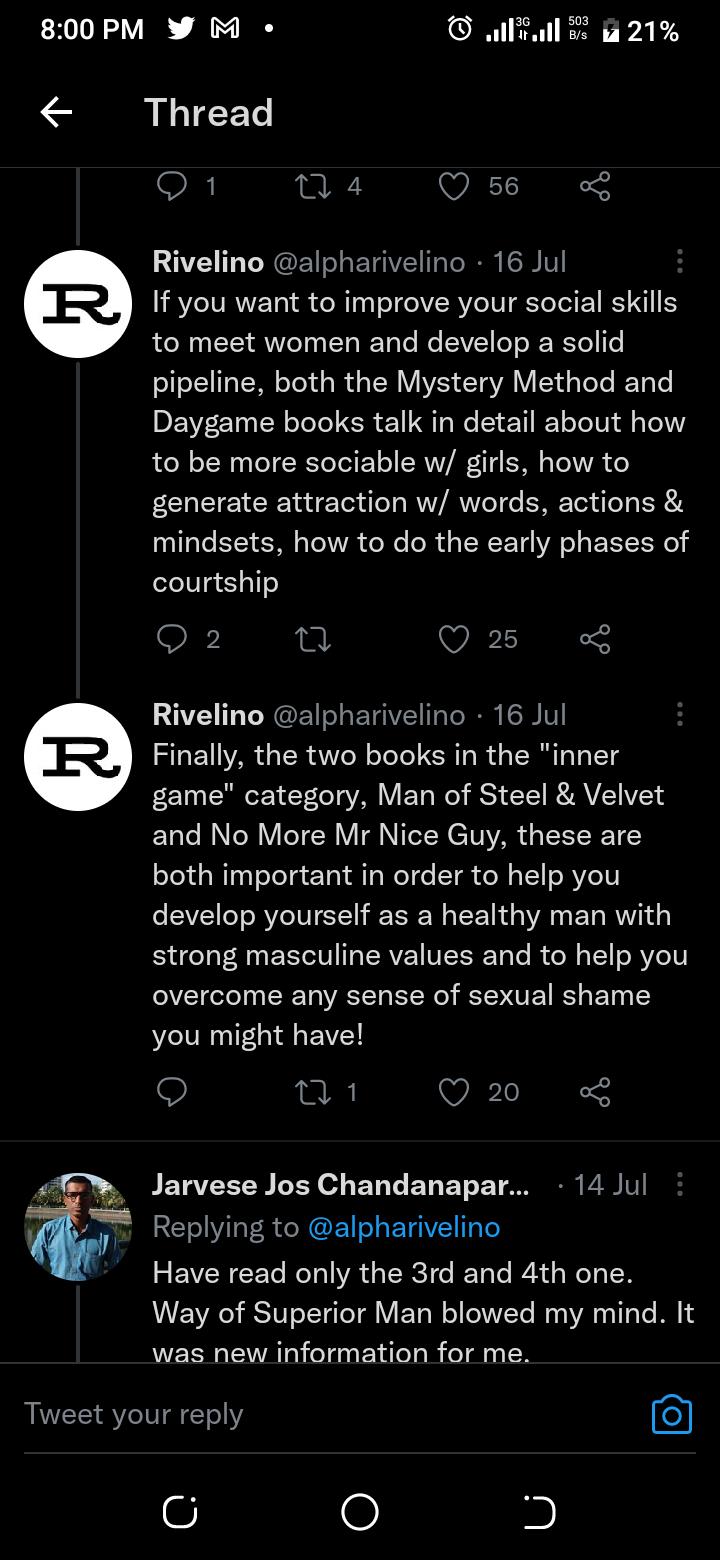 8:00 PM 3G 503 B/s 21%
Thread
1 4 56
Rivelino @alpharivelino · 16 Jul
If you want to improve your social skills
to meet women and develop a solid
pipeline, both the Mystery Method and
Daygame books talk in detail about how
to be more sociable w/ girls, how to
generate attraction w/ words, actions &
mindsets, how to do the early phases of
courtship
2 25
R
Rivelino @alpharivelino · 16 Jul
Finally, the two books in the "inner
game" category, Man of Steel & Velvet
and No More Mr Nice Guy, these are
both important in order to help you
develop yourself as a healthy man with
strong masculine values and to help you
overcome any sense of sexual shame
you might have!
1 20
R
Jarvese Jos Chandanapar... · 14 Jul
Replying to @alpharivelino
Have read only the 3rd and 4th one.
Way of Superior Man blowed my mind. It
was new information for me.
Tweet your reply